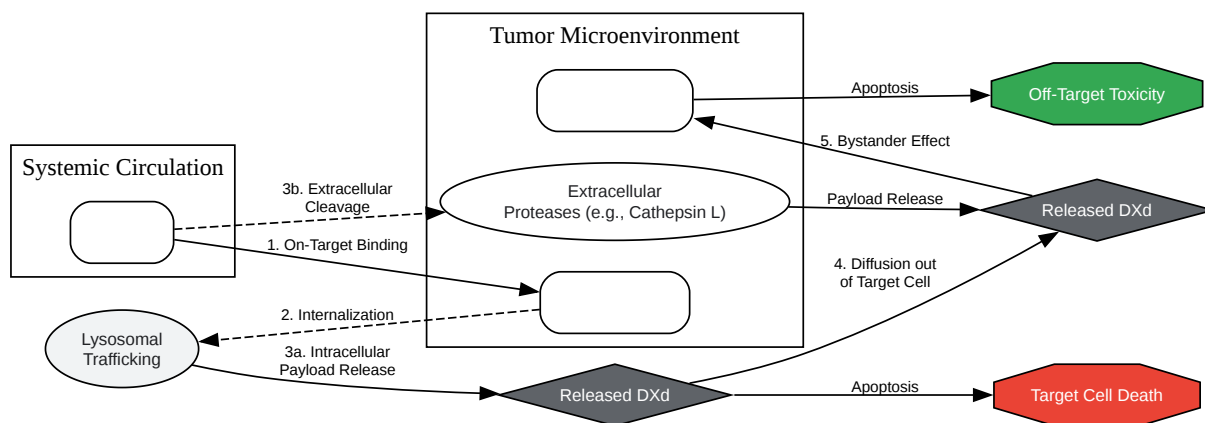 Tumor Microenvironment
Apoptosis
Off-Target Toxicity
5. Bystander Effect
Systemic Circulation
3b. Extracellular
Cleavage
Extracellular
Proteases (e.g., Cathepsin L)
Payload Release
Released DXd
1. On-Target Binding
4. Diffusion out
of Target Cell
2. Internalization
Lysosomal
Trafficking
3a. Intracellular
Payload Release
Released DXd
Apoptosis
Target Cell Death